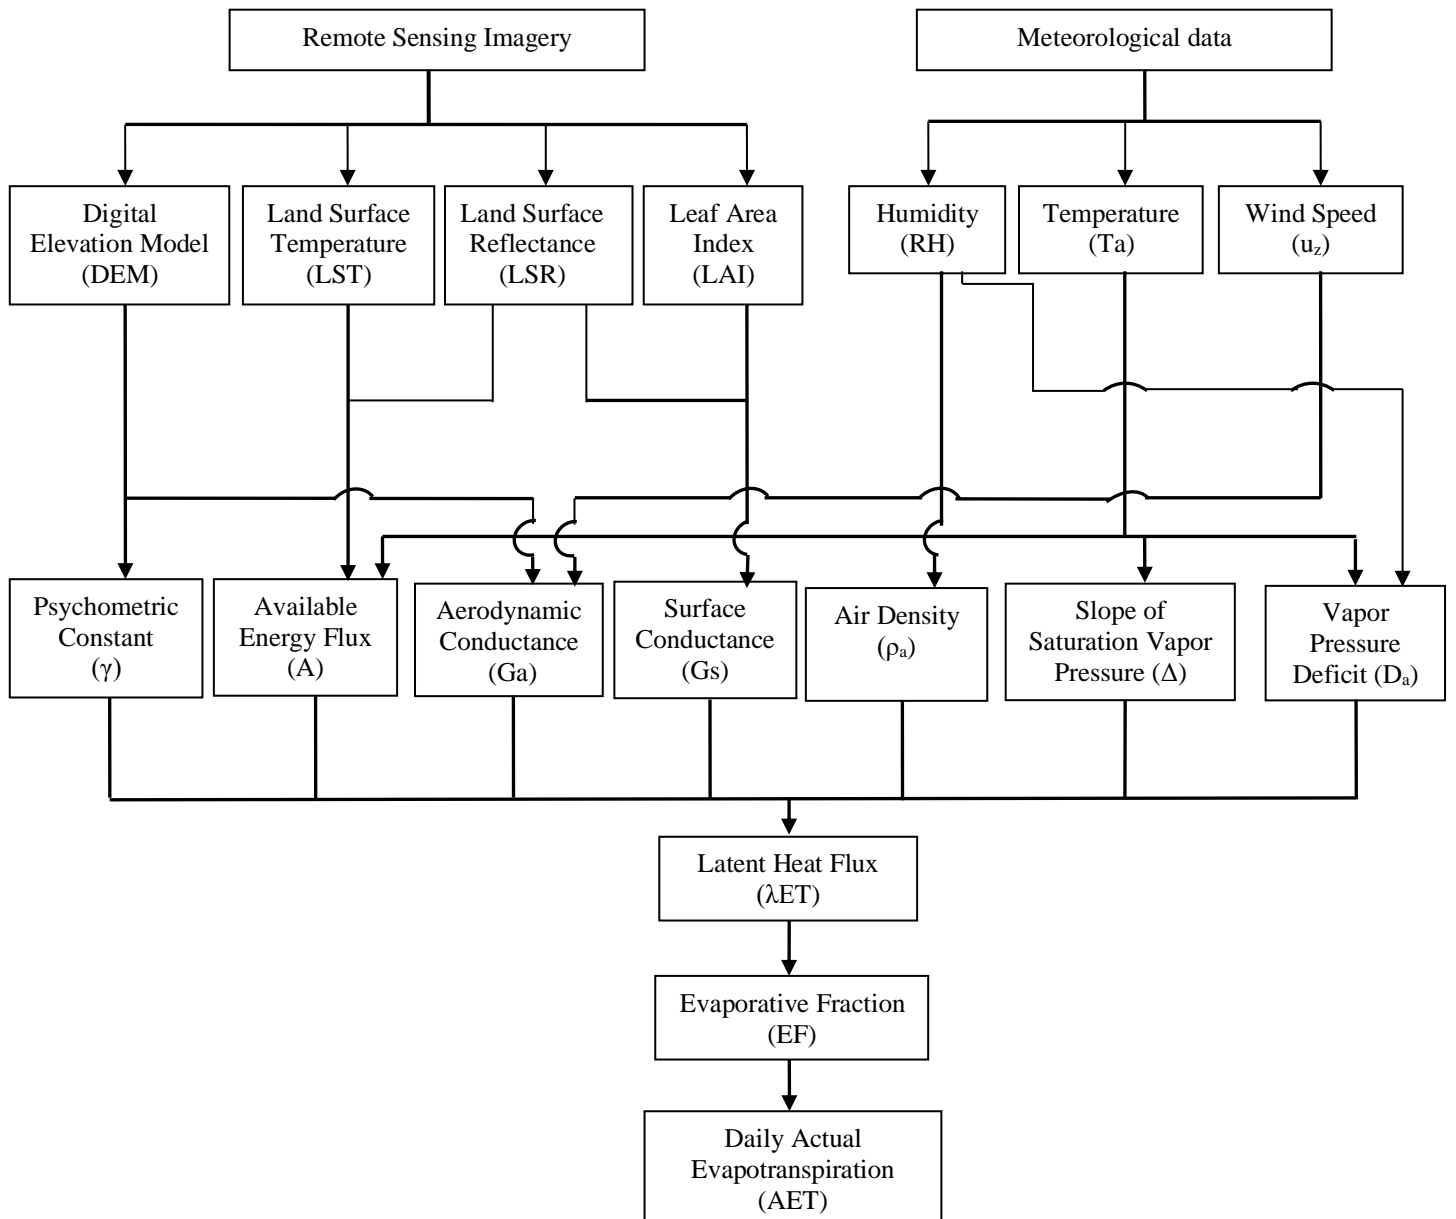 Remote Sensing Imagery
Meteorological data
Digital
Elevation Model
(DEM)
Land Surface
Temperature
(LST)
Land Surface
Reflectance
(LSR)
Leaf Area
Index
(LAI)
Humidity
(RH)
Temperature
(Ta)
Wind Speed
(u_z)
Psychometric
Constant
(γ)
Available
Energy Flux
(A)
Aerodynamic
Conductance
(Ga)
Surface
Conductance
(Gs)
Air Density
(ρₐ)
Slope of
Saturation Vapor
Pressure (Δ)
Vapor
Pressure
Deficit (Dₐ)
Latent Heat Flux
(λET)
Evaporative Fraction
(EF)
Daily Actual
Evapotranspiration
(AET)